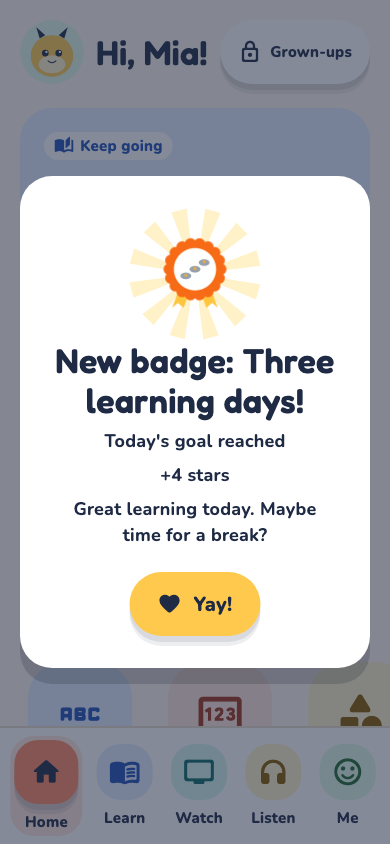 Hi, Mia!
Grown-ups
Keep going
New badge: Three
learning days!
Today's goal reached
+4 stars
Great learning today. Maybe
time for a break?
Yay!
ABC
123
Home
Learn
Watch
Listen
Me